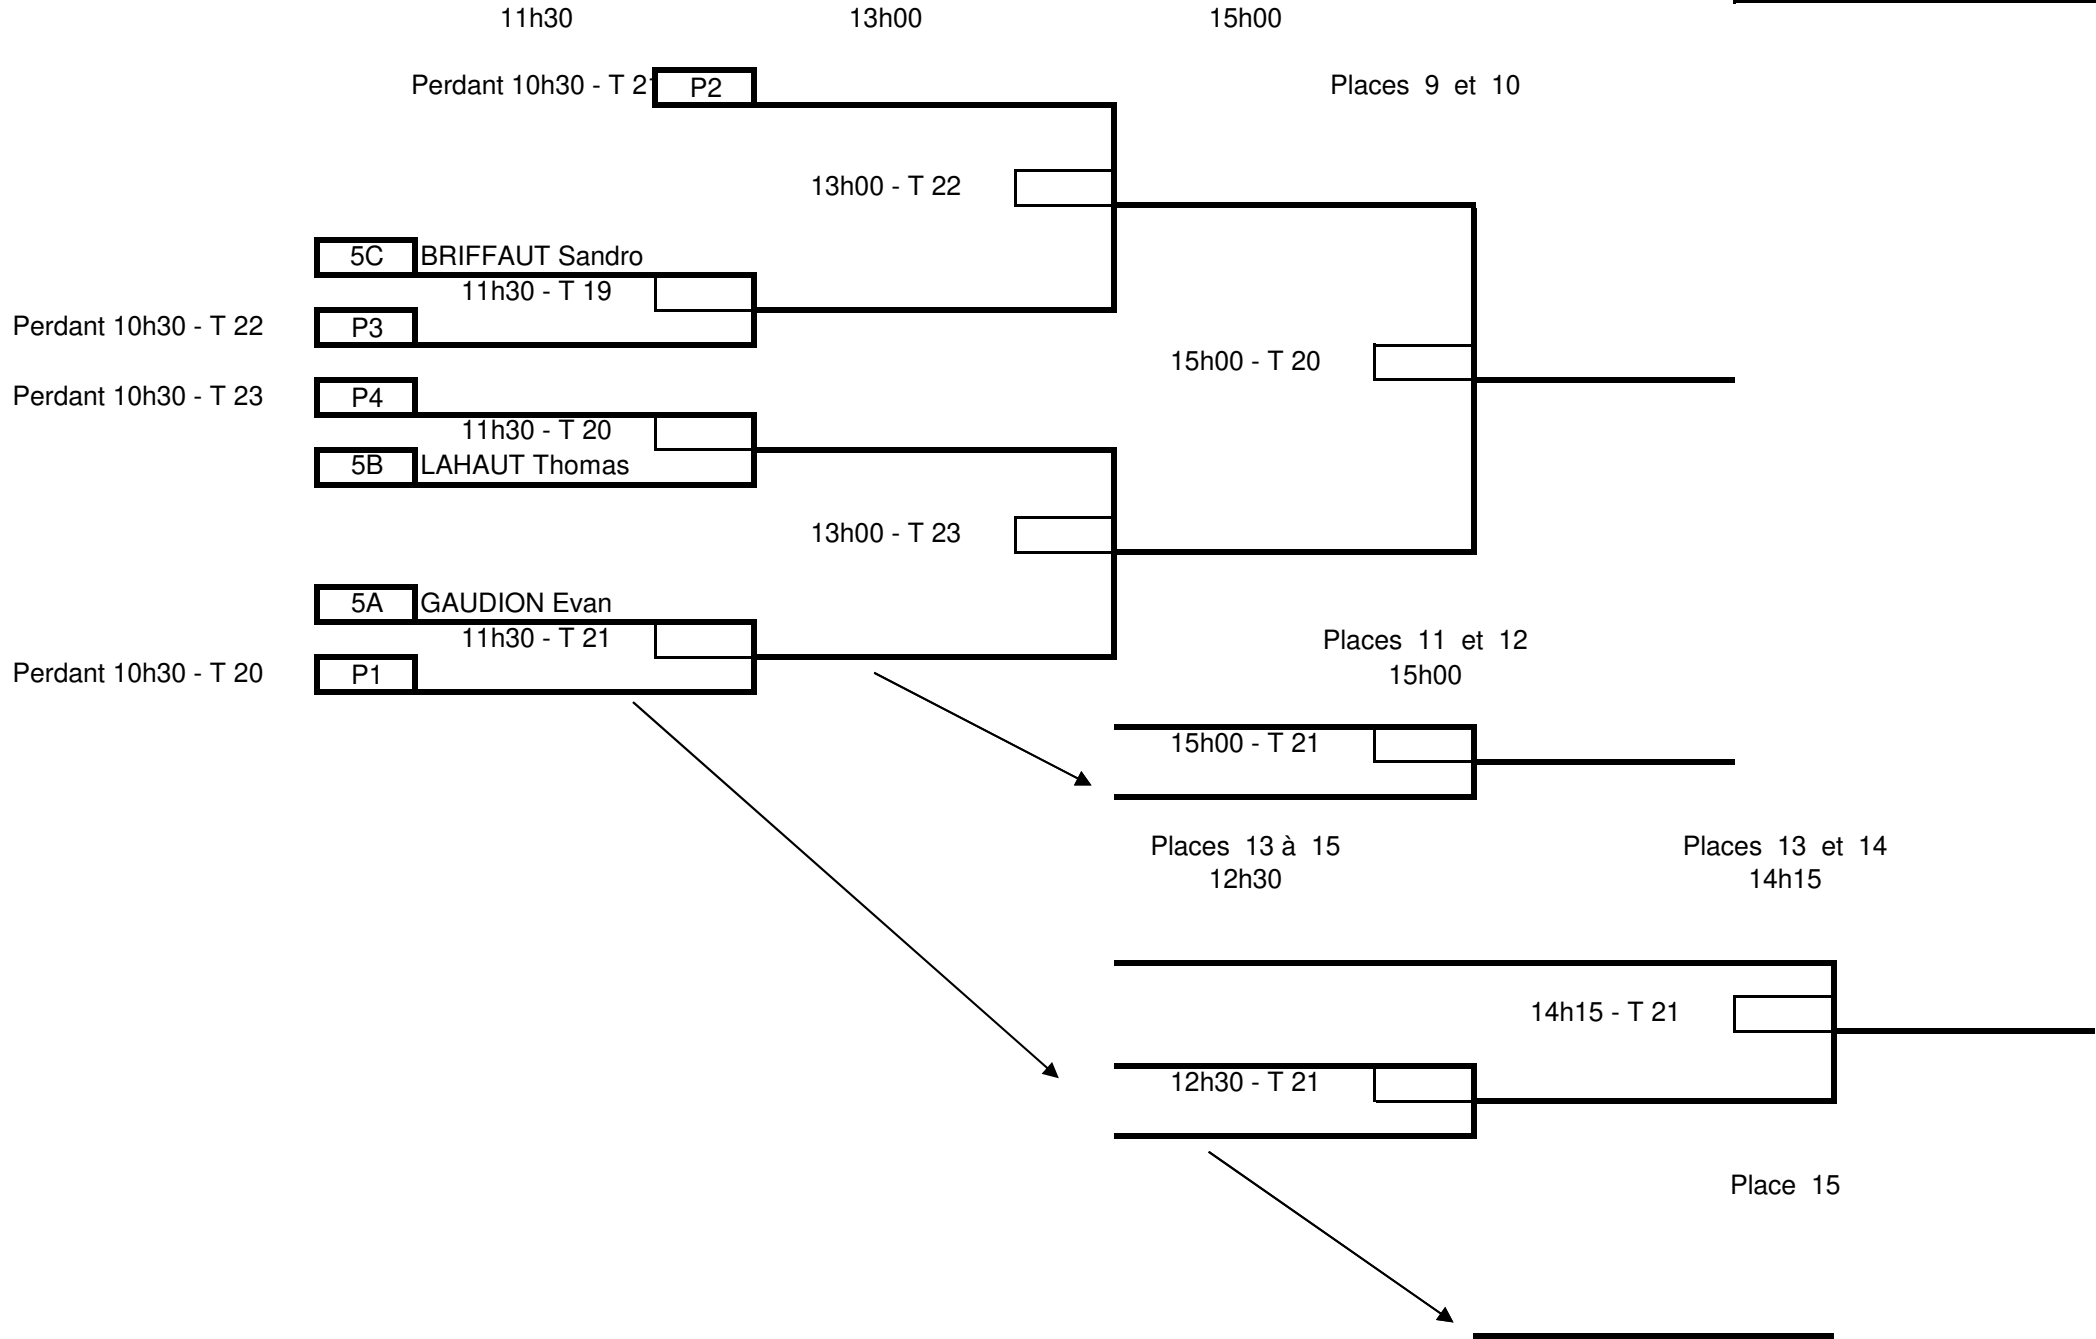 11h30 13h00 15h00
Perdant 10h30 - T 2 P2 Places 9 et 10
13h00 - T 22
5C BRIFFAUT Sandro
11h30 - T 19
Perdant 10h30 - T 22 P3
15h00 - T 20
Perdant 10h30 - T 23 P4
11h30 - T 20
5B LAHAUT Thomas
13h00 - T 23
5A GAUDION Evan
11h30 - T 21 Places 11 et 12
Perdant 10h30 - T 20 P1 15h00
15h00 - T 21
Places 13 à 15 Places 13 et 14
12h30 14h15
14h15 - T 21
12h30 - T 21
Place 15